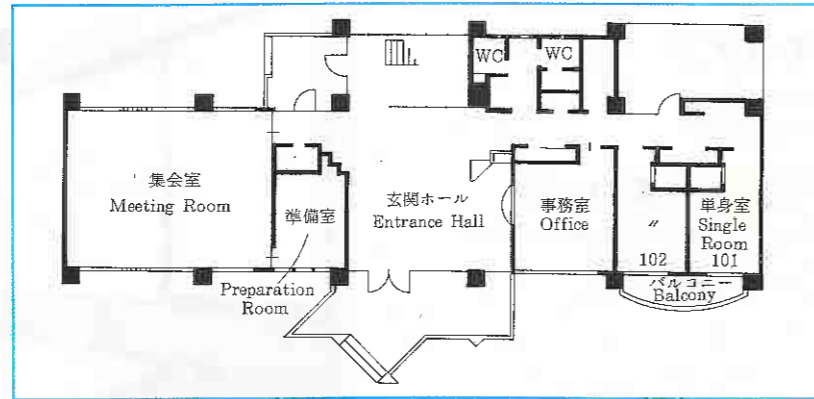 WC
WC
集会室
Meeting Room
準備室
Preparation
Room
玄関ホール
Entrance Hall
事務室
Office
〃
102
単身室
Single
Room
101
バルコニー
Balcony